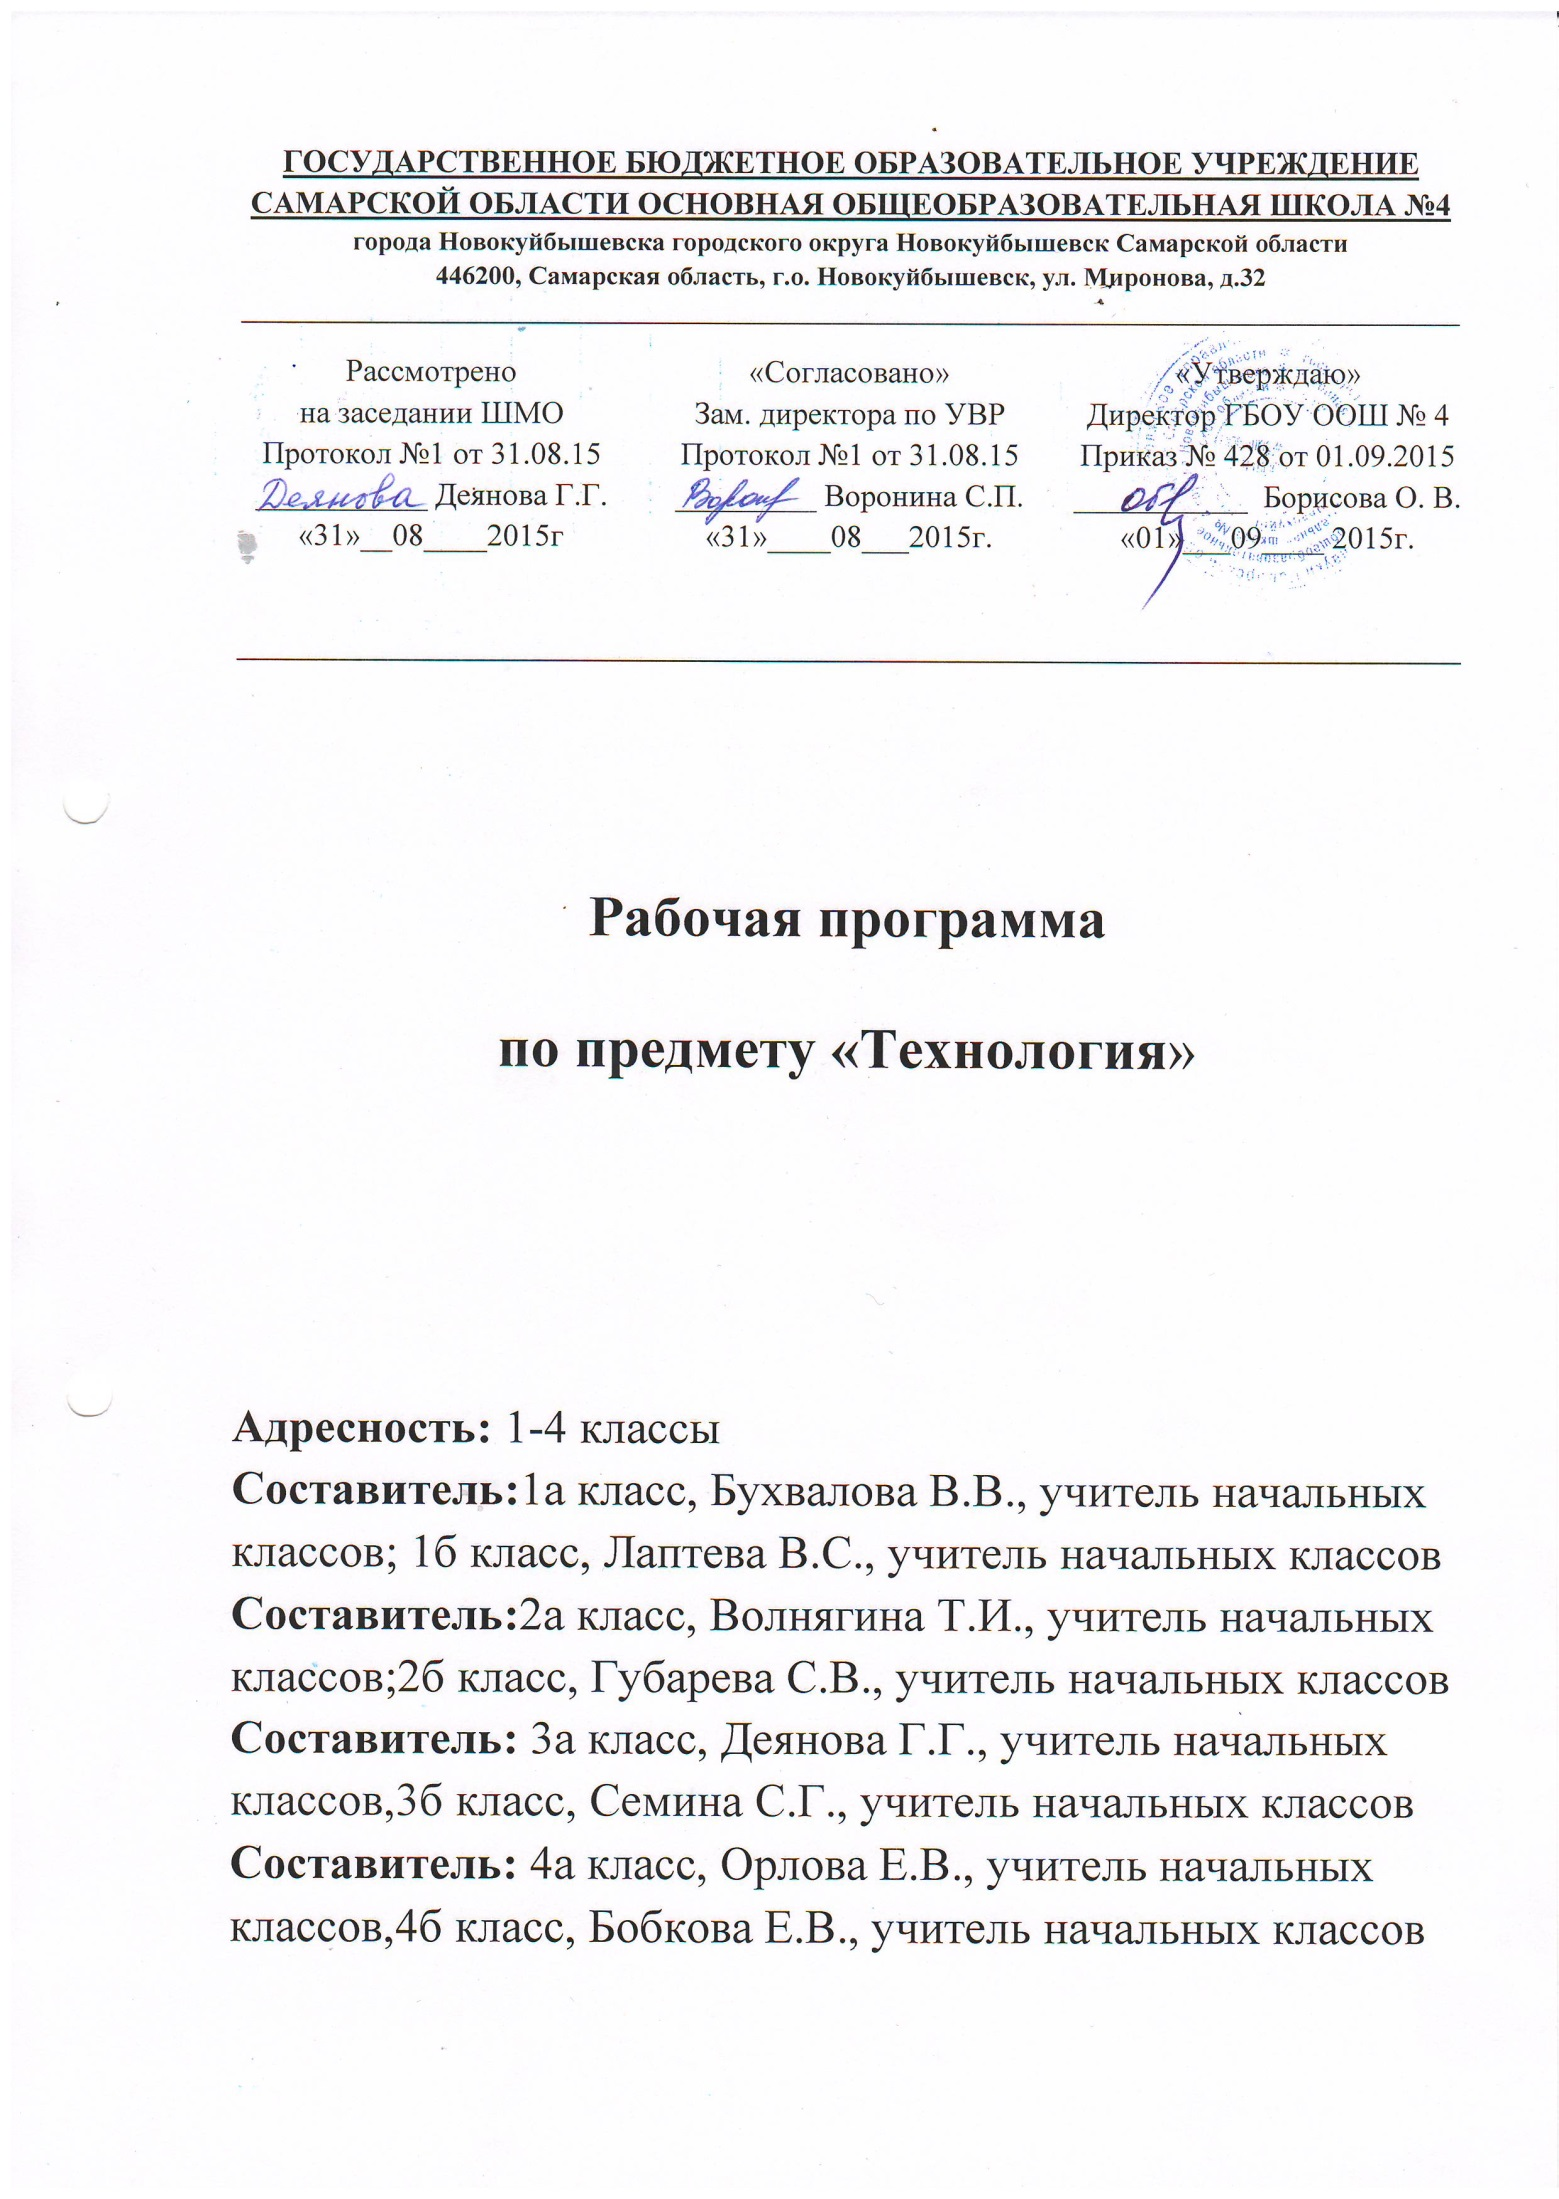 ГОСУДАРСТВЕННОЕ БЮДЖЕТНОЕ ОБРАЗОВАТЕЛЬНОЕ УЧРЕЖДЕНИЕ
САМАРСКОЙ ОБЛАСТИ ОСНОВНАЯ ОБЩЕОБРАЗОВАТЕЛЬНАЯ ШКОЛА №4
города Новокуйбышевска городского округа Новокуйбышевск Самарской области
446200, Самарская область, г.о. Новокуйбышевск, ул. Миронова, д.32
Рассмотрено
на заседании ШМО
Протокол №1 от 31.08.15
Деянова Деянова Г.Г.
«31»__08____2015г
«Согласовано»
Зам. директора по УВР
Протокол №1 от 31.08.15
_________ Воронина С.П.
«31»____08___2015г.
«Утверждаю»
Директор ГБОУ ООШ № 4
Приказ № 428 от 01.09.2015
___________ Борисова О. В.
«01»___09____ 2015г.
Рабочая программа
по предмету «Технология»
Адресность: 1-4 классы
Составитель:1а класс, Бухвалова В.В., учитель начальных
классов; 1б класс, Лаптева В.С., учитель начальных классов
Составитель:2а класс, Волнягина Т.И., учитель начальных
классов;2б класс, Губарева С.В., учитель начальных классов
Составитель: 3а класс, Деянова Г.Г., учитель начальных
классов,3б класс, Семина С.Г., учитель начальных классов
Составитель: 4а класс, Орлова Е.В., учитель начальных
классов,4б класс, Бобкова Е.В., учитель начальных классов